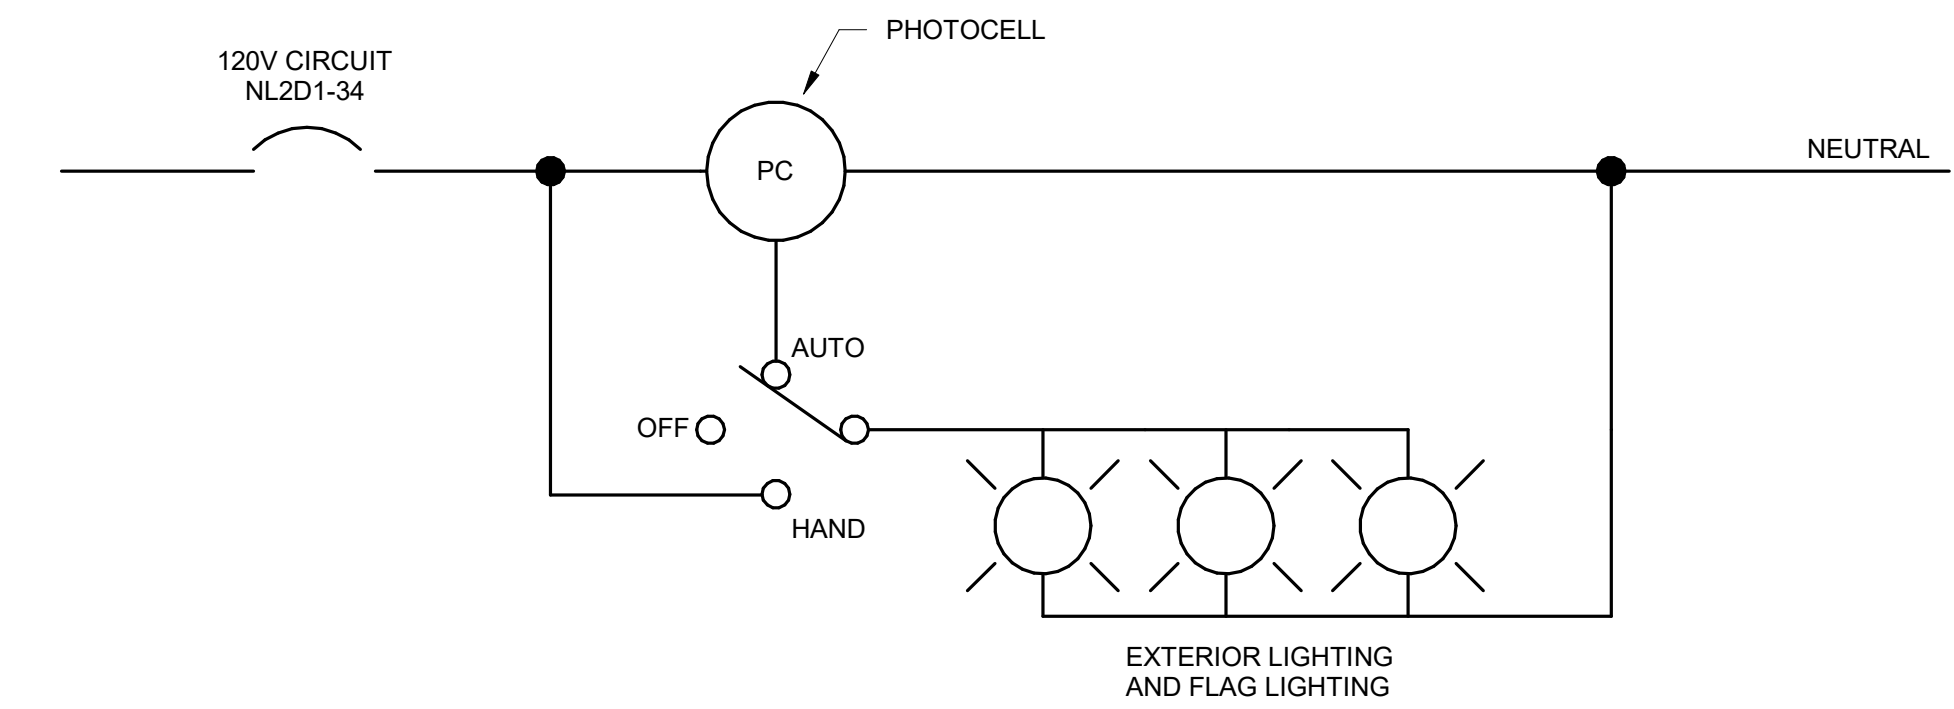 PHOTOCELL
120V CIRCUIT
NL2D1-34
NEUTRAL
PC
AUTO
OFF
HAND
EXTERIOR LIGHTING
AND FLAG LIGHTING